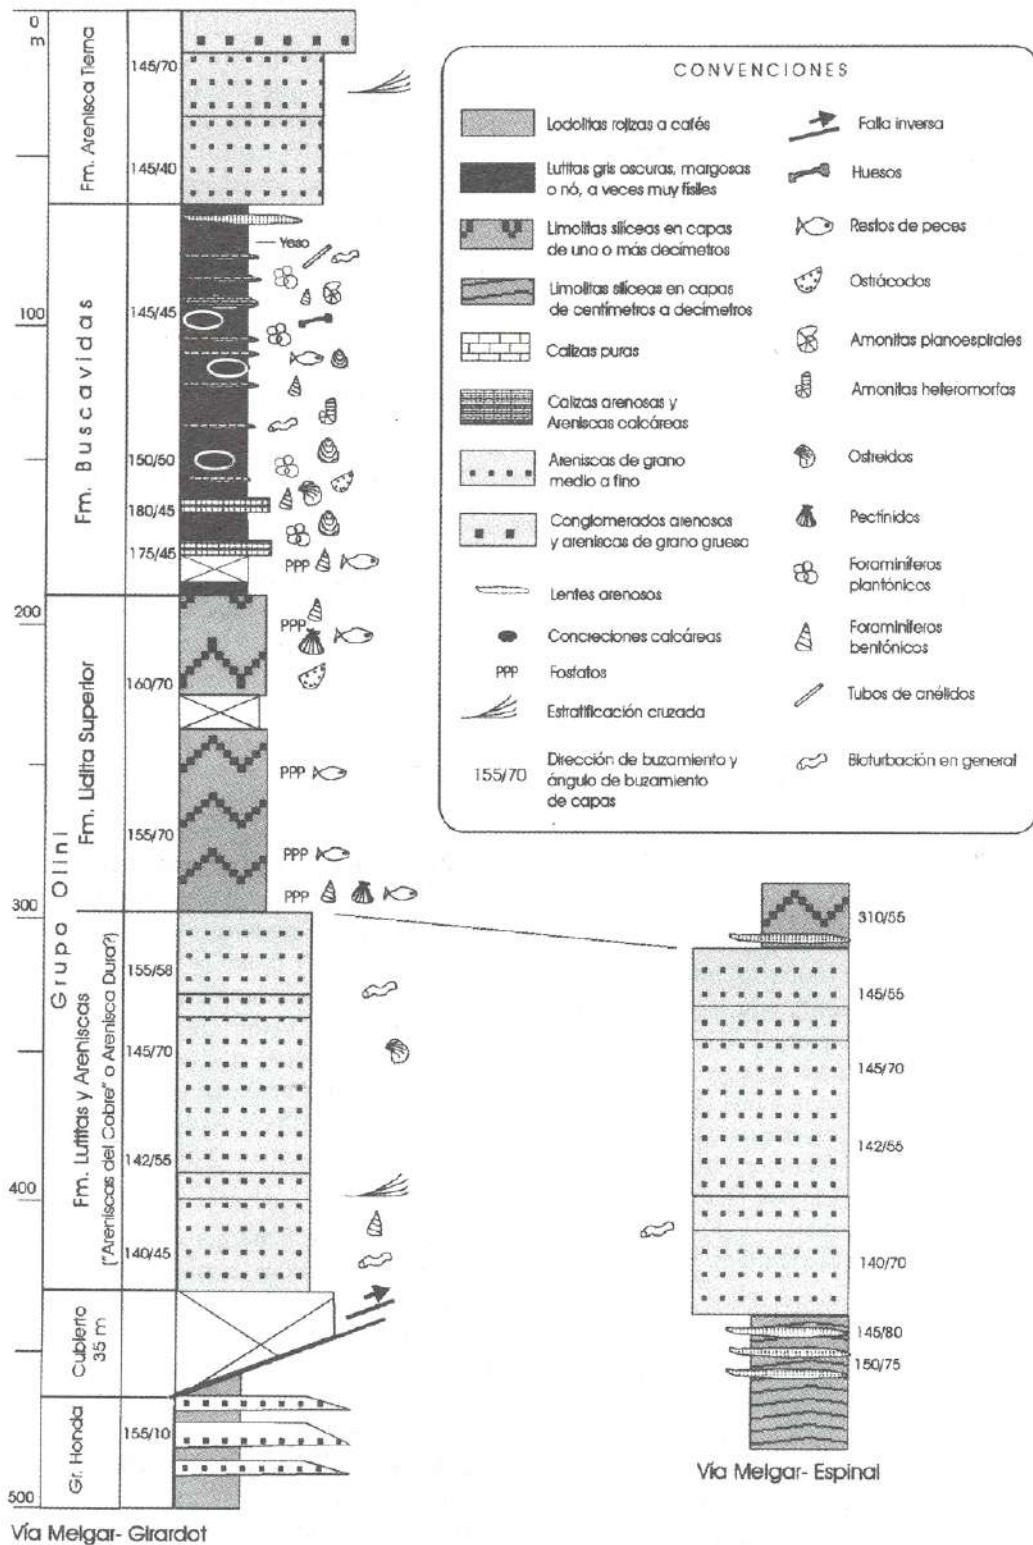 0
m
100
200
300
400
500
Fm. Arenisca Tierna
Fm. Buscavidas
Grupo Olini
Fm. Lidita Superior
Fm. Lutitas y Areniscas
("Areniscas del Cobre" o Arenisca Dura?)
Cubierto
35 m
Gr. Honda
145/70
145/40
145/45
150/50
180/45
175/45
160/70
155/70
155/58
145/70
142/55
140/45
155/10
Yeso
PPP
PPP
PPP
PPP
PPP
Vía Melgar- Girardot
CONVENCIONES
Lodolitas rojizas a cafés
Lutitas gris oscuras, margosas
o nó, a veces muy físiles
Limolitas silíceas en capas
de uno o más decímetros
Limolitas silíceas en capas
de centímetros a decímetros
Calizas puras
Calizas arenosas y
Areniscas calcáreas
Areniscas de grano
medio a fino
Conglomerados arenosos
y areniscas de grano grueso
Lentes arenosos
Concreciones calcáreas
PPP
Fosfatos
Estratificación cruzada
155/70
Dirección de buzamiento y
ángulo de buzamiento
de capas
Falla inversa
Huesos
Restos de peces
Ostrácodos
Amonitas planoespirales
Amonitas heteromorfas
Ostreidos
Pectínidos
Foraminíferos
planctónicos
Foraminíferos
bentónicos
Tubos de anélidos
Bioturbación en general
310/55
145/55
145/70
142/55
140/70
145/80
150/75
Vía Melgar- Espinal